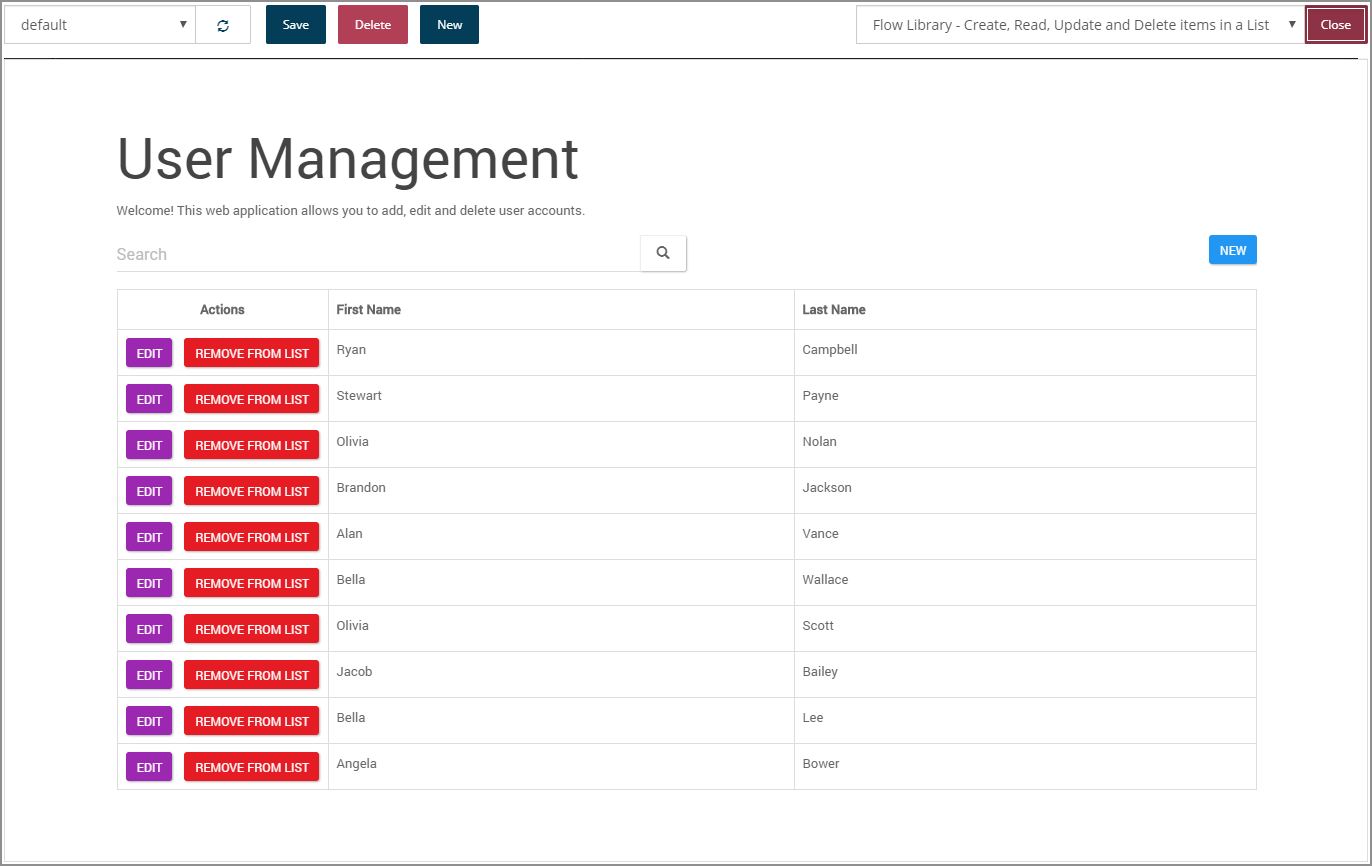 default Save Delete New Flow Library - Create, Read, Update and Delete items in a List Close
User Management
Welcome! This web application allows you to add, edit and delete user accounts.
Search NEW
Actions First Name Last Name
EDIT REMOVE FROM LIST Ryan Campbell
EDIT REMOVE FROM LIST Stewart Payne
EDIT REMOVE FROM LIST Olivia Nolan
EDIT REMOVE FROM LIST Brandon Jackson
EDIT REMOVE FROM LIST Alan Vance
EDIT REMOVE FROM LIST Bella Wallace
EDIT REMOVE FROM LIST Olivia Scott
EDIT REMOVE FROM LIST Jacob Bailey
EDIT REMOVE FROM LIST Bella Lee
EDIT REMOVE FROM LIST Angela Bower